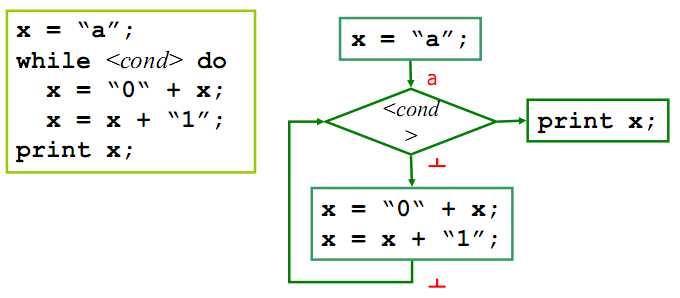 x = “a”;
while <cond> do
x = “0“ + x;
x = x + “1”;
print x;
x = “a”;
a
<cond
>
print x;
⊥
x = “0“ + x;
x = x + “1”;
⊥